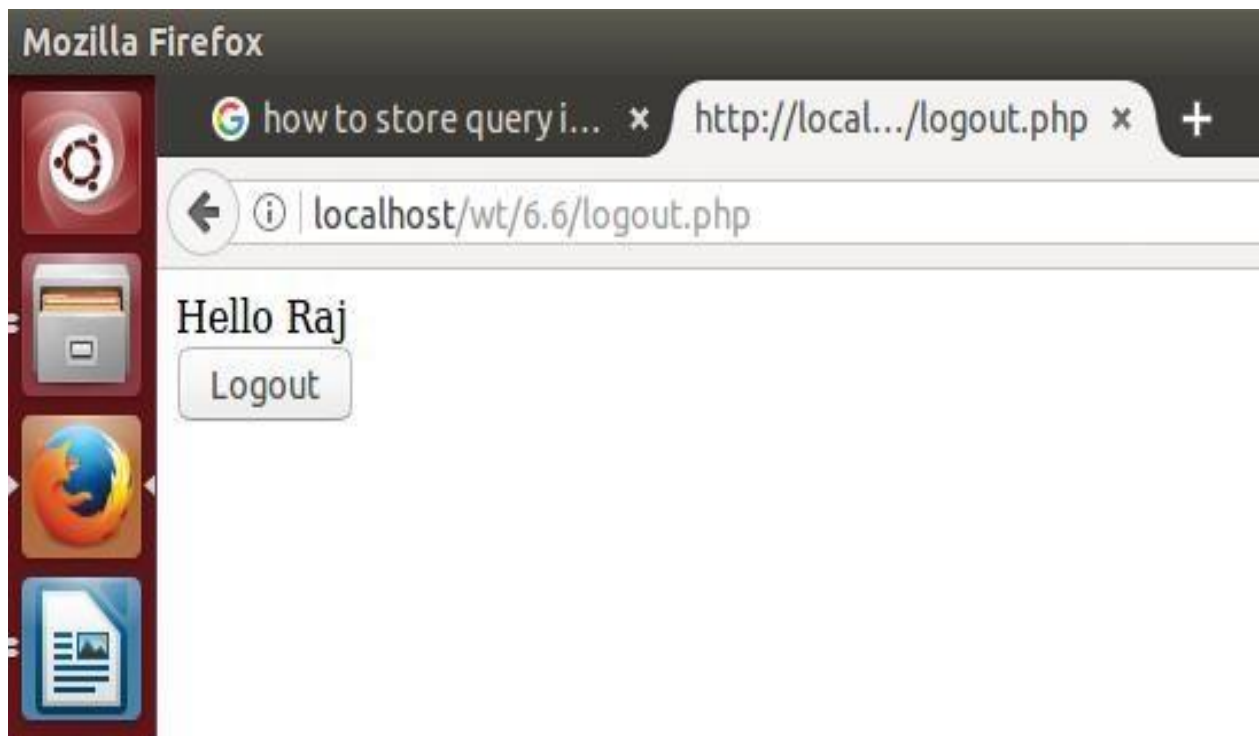 Mozilla Firefox
how to store query i...
http://local.../logout.php
localhost/wt/6.6/logout.php
Hello Raj
Logout